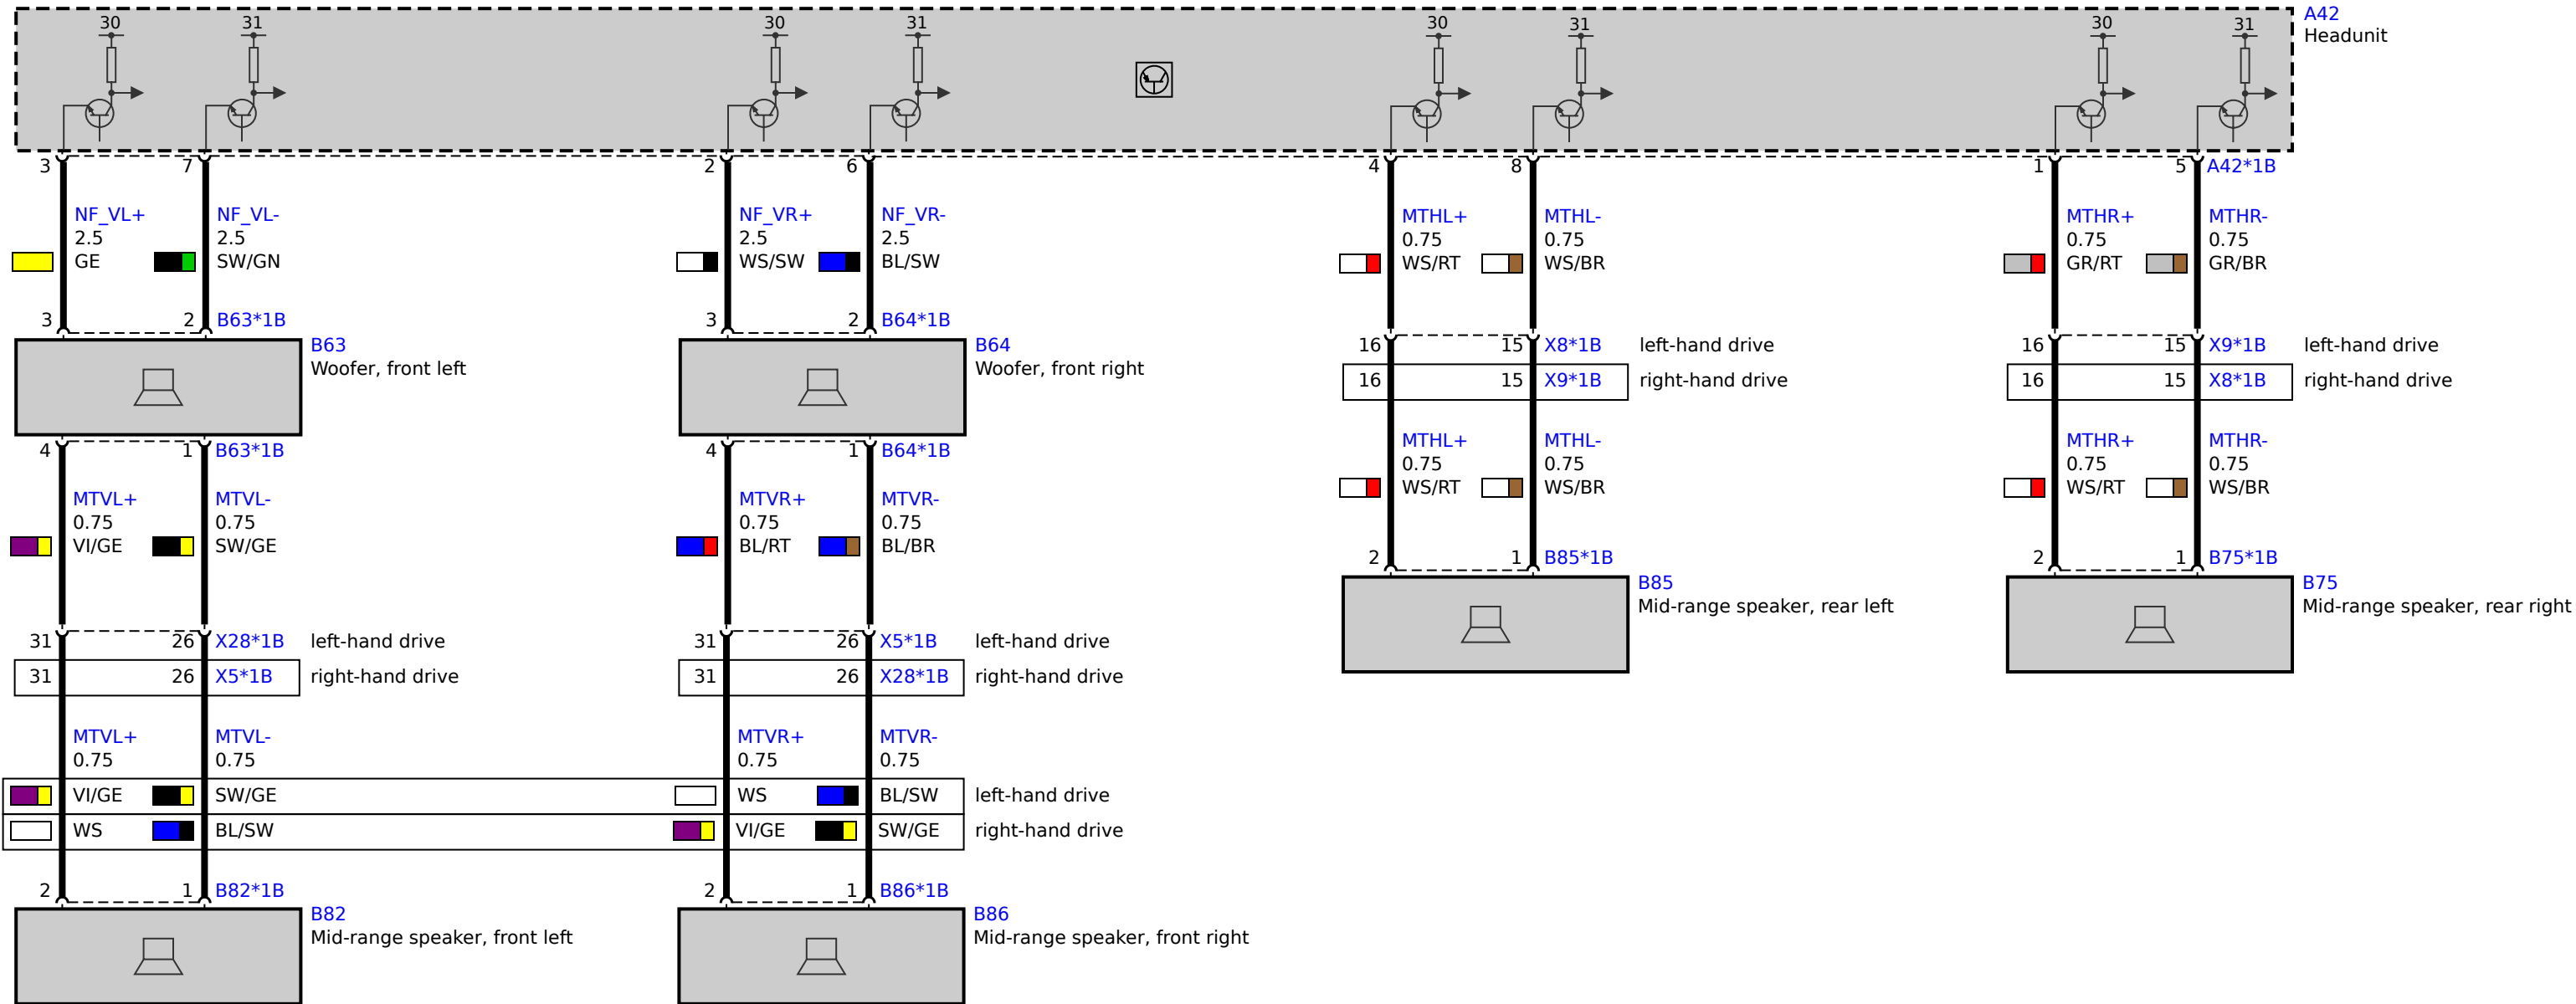 30 31 30 31 30 31 30 31 A42
Headunit
3 7 2 6 4 8 1 5 A42*1B
NF_VL+ NF_VL- NF_VR+ NF_VR- MTHL+ MTHL- MTHR+ MTHR-
2.5 2.5 2.5 2.5 0.75 0.75 0.75 0.75
GE SW/GN WS/SW BL/SW WS/RT WS/BR GR/RT GR/BR
3 2 B63*1B 3 2 B64*1B
B63 B64 16 15 X8*1B left-hand drive 16 15 X9*1B left-hand drive
Woofer, front left Woofer, front right
16 15 X9*1B right-hand drive 16 15 X8*1B right-hand drive
4 1 B63*1B 4 1 B64*1B MTHL+ MTHL- MTHR+ MTHR-
0.75 0.75 0.75 0.75
WS/RT WS/BR WS/RT WS/BR
MTVL+ MTVL- MTVR+ MTVR-
0.75 0.75 0.75 0.75
VI/GE SW/GE BL/RT BL/BR
2 1 B85*1B 2 1 B75*1B
B85 B75
Mid-range speaker, rear left Mid-range speaker, rear right
31 26 X28*1B left-hand drive 31 26 X5*1B left-hand drive
31 26 X5*1B right-hand drive 31 26 X28*1B right-hand drive
MTVL+ MTVL- MTVR+ MTVR-
0.75 0.75 0.75 0.75
VI/GE SW/GE WS BL/SW left-hand drive
WS BL/SW VI/GE SW/GE right-hand drive
2 1 B82*1B 2 1 B86*1B
B82 B86
Mid-range speaker, front left Mid-range speaker, front right